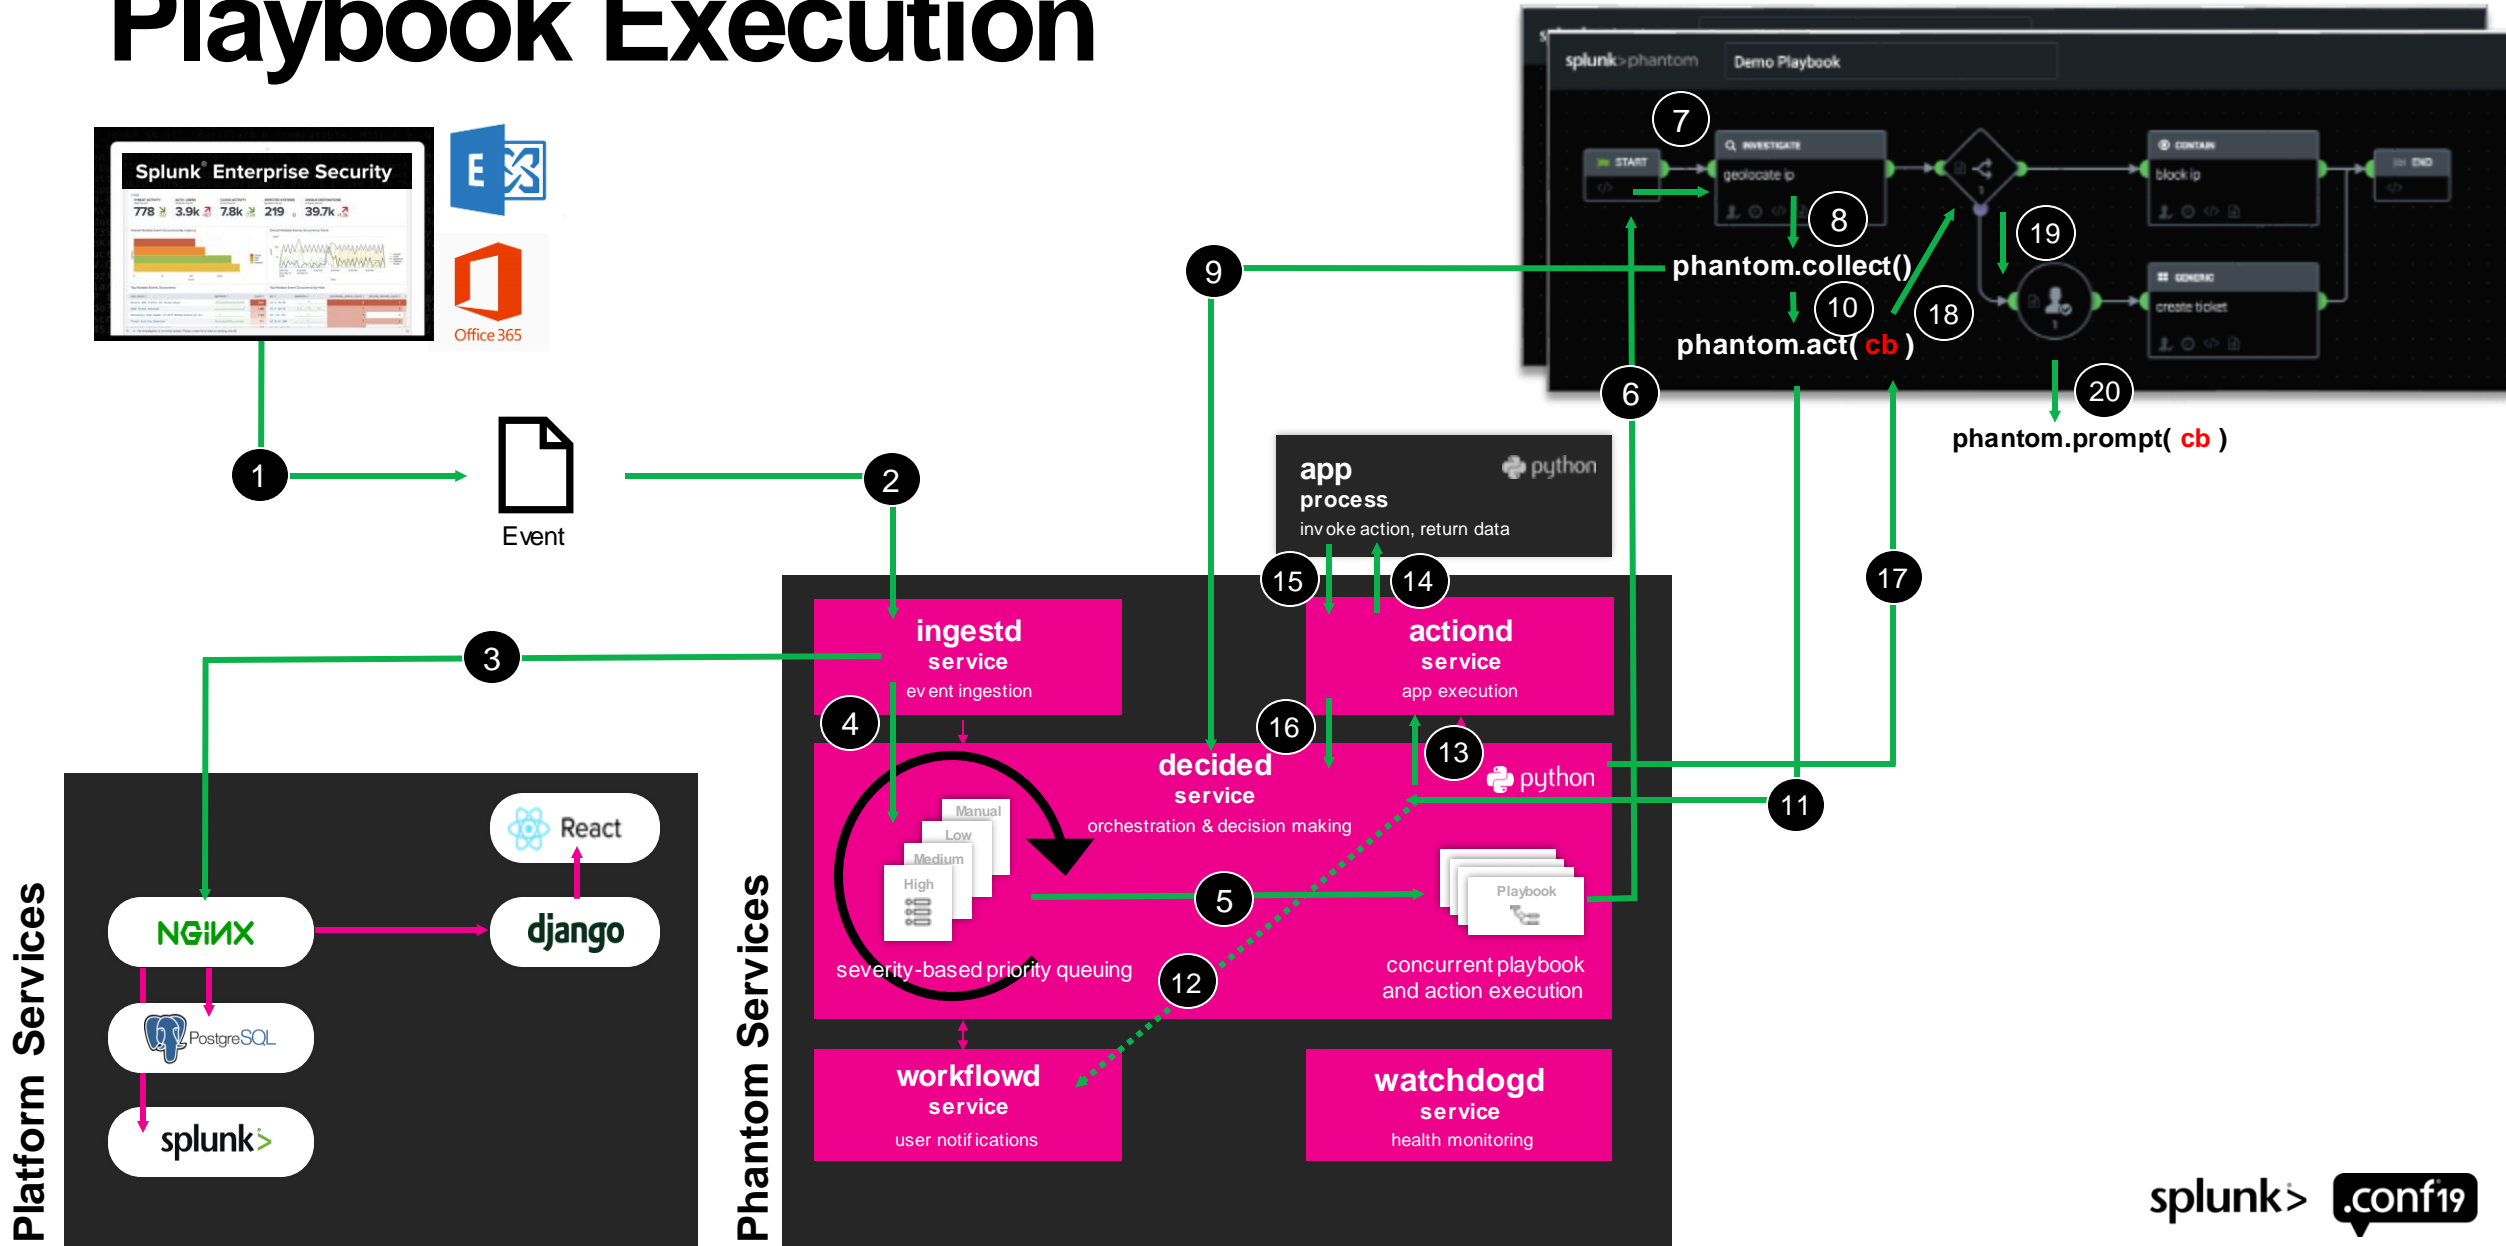 Playbook Execution
splunk>phantom
Demo Playbook
7
START
INVESTIGATE
geolocate ip
1
CONTAIN
block ip
END
8
19
9
phantom.collect()
10
18
GENERIC
create ticket
1
phantom.act( cb )
6
20
phantom.prompt( cb )
Splunk® Enterprise Security
778
3.9k
7.8k
219
39.7k
E
Office 365
1
Event
2
app
process
invoke action, return data
python
15
14
17
3
ingestd
service
event ingestion
actiond
service
app execution
4
16
13
decided
service
orchestration & decision making
python
11
Manual
Low
Medium
High
5
Playbook
severity-based priority queuing
12
concurrent playbook
and action execution
workflowd
service
user notifications
watchdogd
service
health monitoring
Platform Services
React
NGINX
django
PostgreSQL
splunk>
Phantom Services
splunk>
.conf19